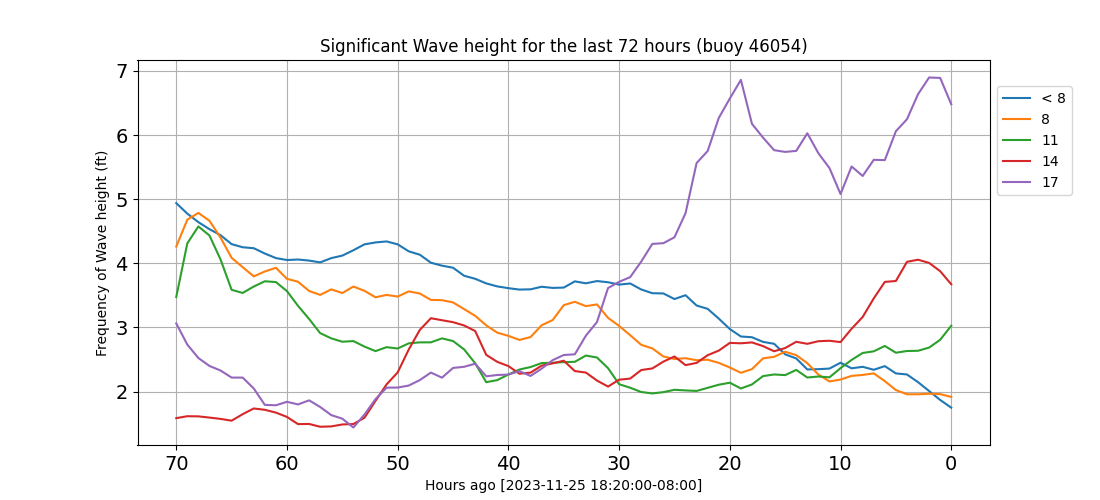 Significant Wave height for the last 72 hours (buoy 46054)
Frequency of Wave height (ft)
7
6
5
4
3
2
70 60 50 40 30 20 10 0
Hours ago [2023-11-25 18:20:00-08:00]
< 8
8
11
14
17